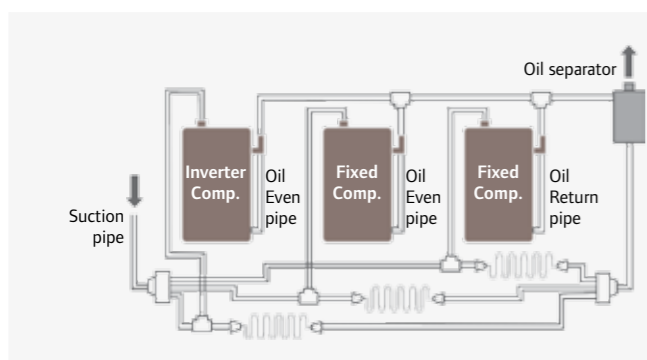 Oil separator
Inverter
Comp.
Oil
Even
pipe
Fixed
Comp.
Oil
Even
pipe
Fixed
Comp.
Oil
Return
pipe
Suction
pipe